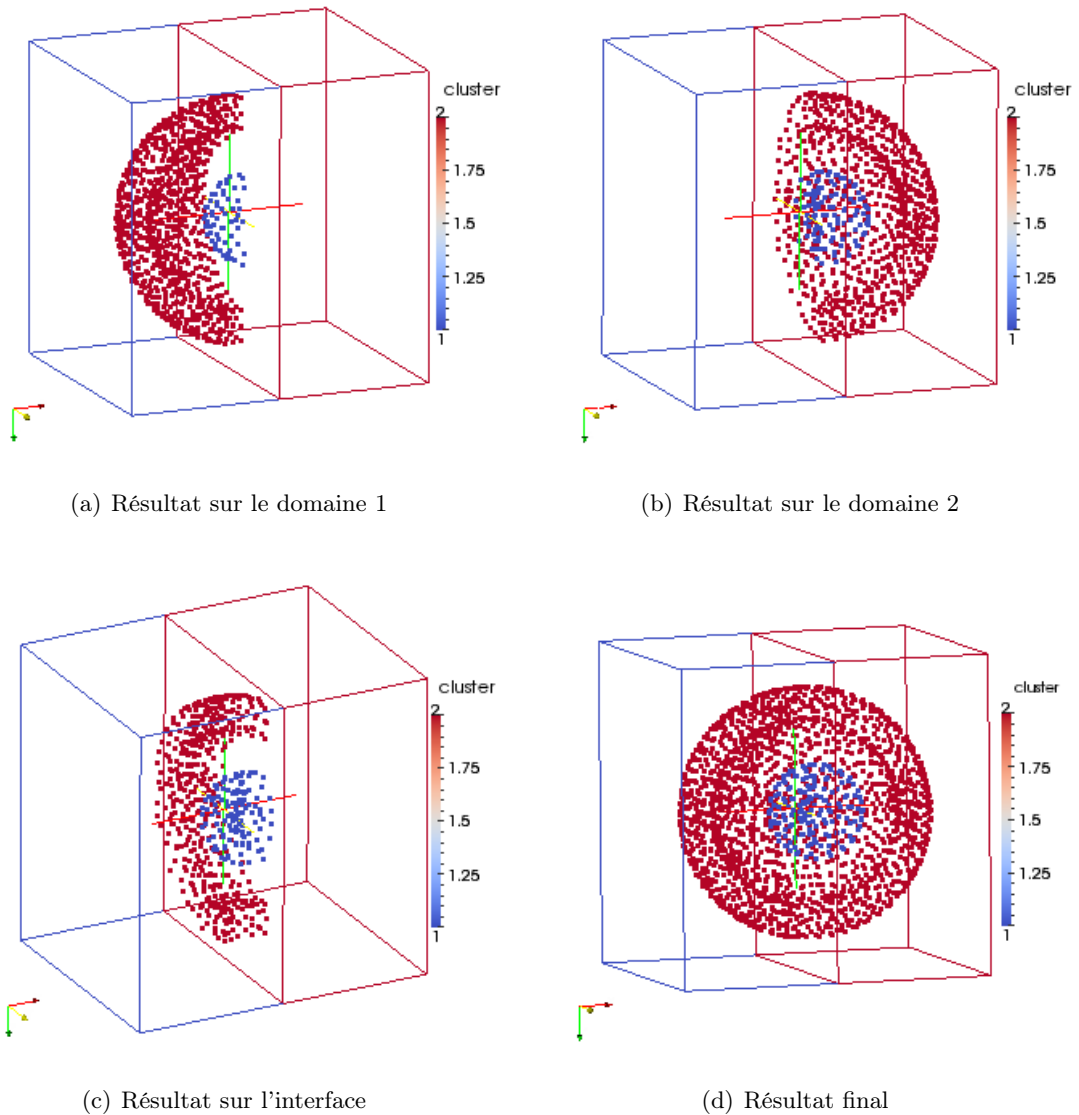 cluster
2
1.75
1.5
1.25
1
cluster
2
1.75
1.5
1.25
1
(a) Résultat sur le domaine 1
(b) Résultat sur le domaine 2
cluster
2
1.75
1.5
1.25
1
cluster
2
1.75
1.5
1.25
1
(c) Résultat sur l'interface
(d) Résultat final